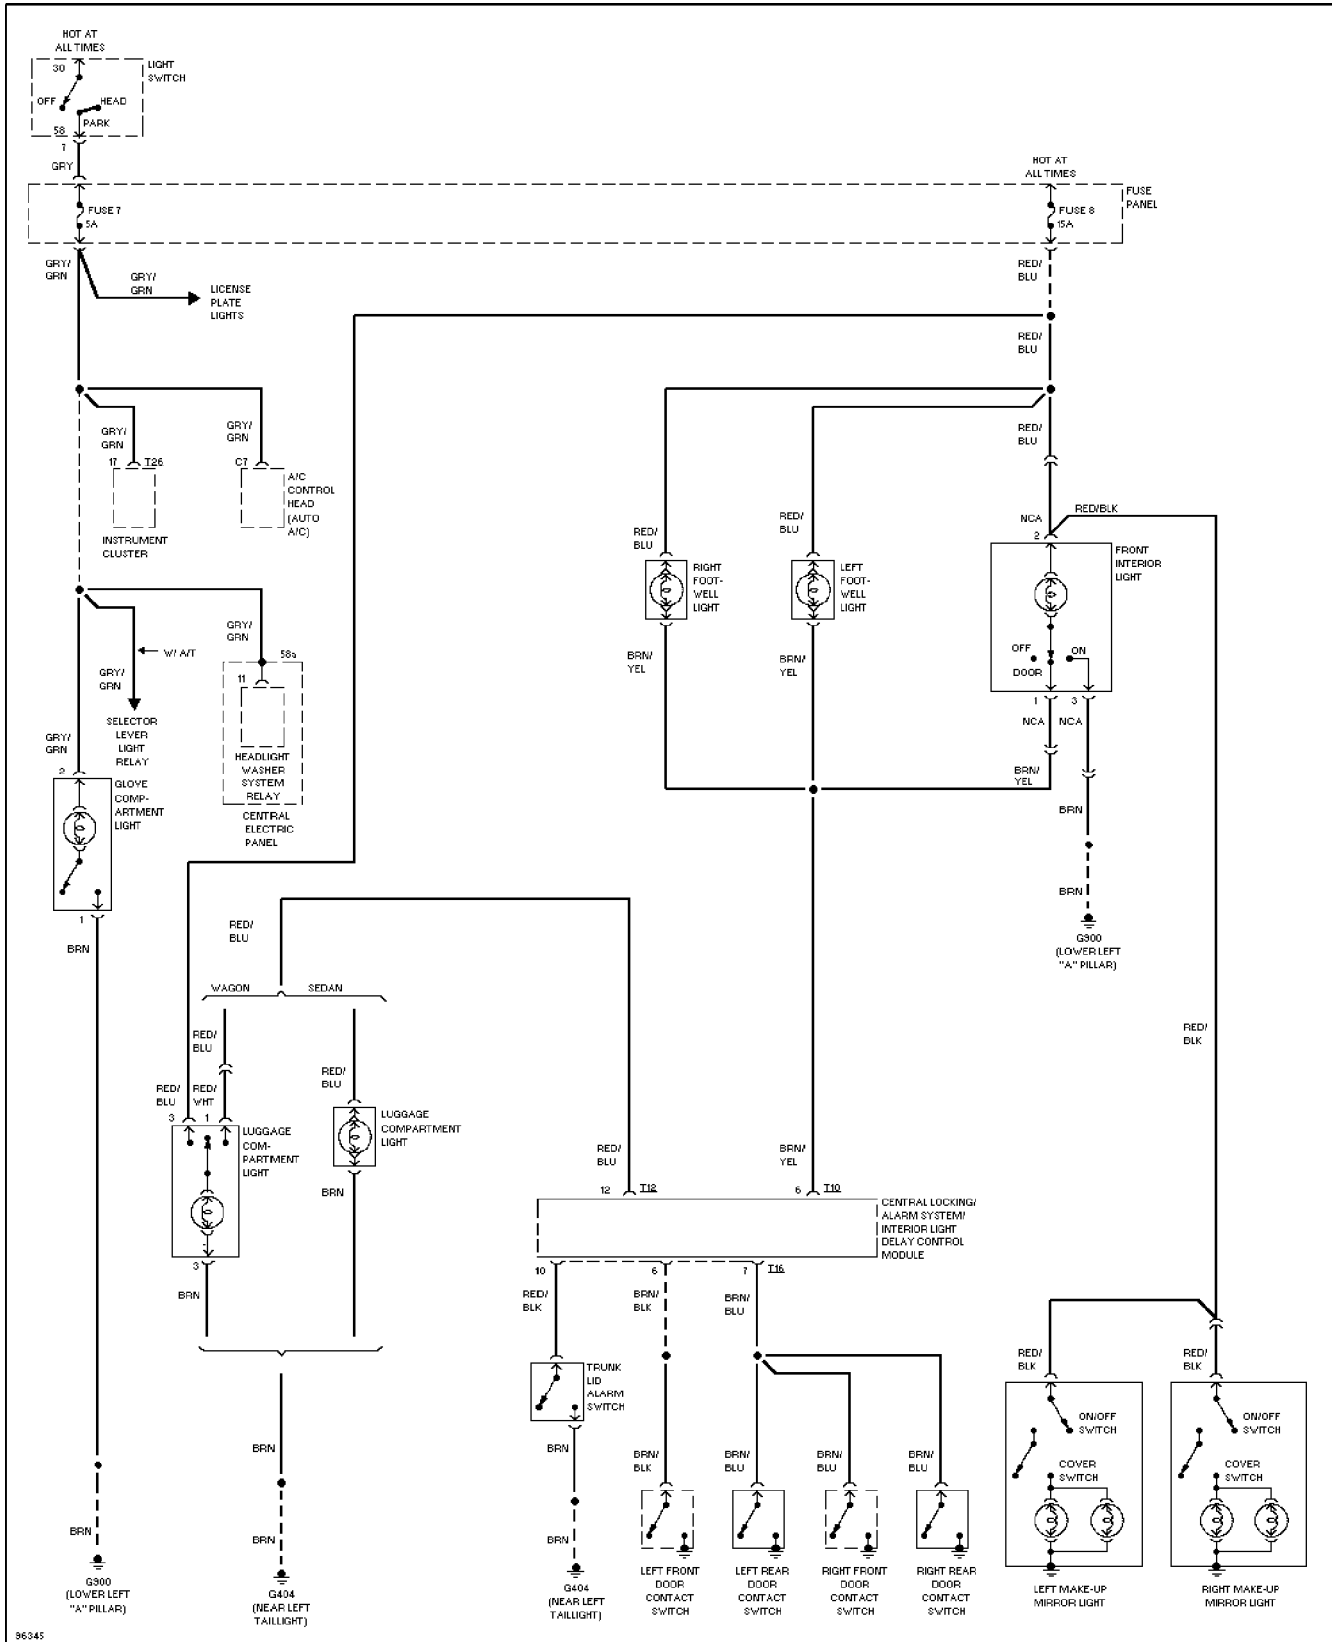 HOT AT
ALL TIMES
30
LIGHT
SWITCH
OFF
HEAD
PARK
58
7
GRY
HOT AT
ALL TIMES
FUSE 7
5A
FUSE 8
15A
FUSE
PANEL
GRY/
GRN
GRY/
GRN
LICENSE
PLATE
LIGHTS
RED/
BLU
RED/
BLU
GRY/
GRN
GRY/
GRN
RED/
BLU
17
T26
C7
A/C
CONTROL
HEAD
(AUTO
A/C)
INSTRUMENT
CLUSTER
RED/
BLU
RED/
BLU
NCA
RED/BLK
2
RIGHT
FOOT-
WELL
LIGHT
LEFT
FOOT-
WELL
LIGHT
FRONT
INTERIOR
LIGHT
GRY/
GRN
W/ A/T
58a
GRY/
GRN
11
BRN/
YEL
BRN/
YEL
OFF
ON
DOOR
1
3
NCA
NCA
SELECTOR
LEVER
LIGHT
RELAY
GRY/
GRN
HEADLIGHT
WASHER
SYSTEM
RELAY
CENTRAL
ELECTRIC
PANEL
2
GLOVE
COMP-
ARTMENT
LIGHT
BRN/
YEL
BRN
1
BRN
RED/
BLU
BRN
G900
(LOWER LEFT
"A" PILLAR)
WAGON
SEDAN
RED/
BLU
RED/
BLK
RED/
BLU
RED/
BLU
RED/
WHT
3
1
LUGGAGE
COM-
PARTMENT
LIGHT
LUGGAGE
COMPARTMENT
LIGHT
RED/
BLU
BRN/
YEL
BRN
12
T12
6
T10
CENTRAL LOCKING/
ALARM SYSTEM/
INTERIOR LIGHT
DELAY CONTROL
MODULE
3
BRN
10
6
7
T16
RED/
BLK
BRN/
BLK
BRN/
BLU
RED/
BLK
RED/
BLK
TRUNK
LID
ALARM
SWITCH
ON/OFF
SWITCH
ON/OFF
SWITCH
BRN
BRN
BRN/
BLK
BRN/
BLU
BRN/
BLU
BRN/
BLU
COVER
SWITCH
COVER
SWITCH
BRN
BRN
BRN
G900
(LOWER LEFT
"A" PILLAR)
G404
(NEAR LEFT
TAILLIGHT)
G404
(NEAR LEFT
TAILLIGHT)
LEFT FRONT
DOOR
CONTACT
SWITCH
LEFT REAR
DOOR
CONTACT
SWITCH
RIGHT FRONT
DOOR
CONTACT
SWITCH
RIGHT REAR
DOOR
CONTACT
SWITCH
LEFT MAKE-UP
MIRROR LIGHT
RIGHT MAKE-UP
MIRROR LIGHT
96345